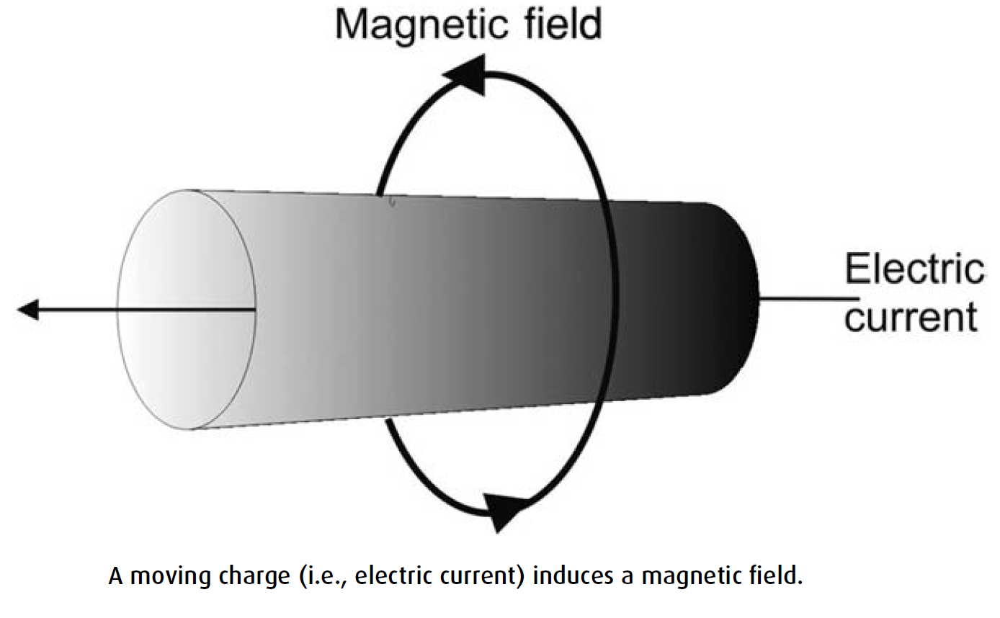 Magnetic field
Electric
current
A moving charge (i.e., electric current) induces a magnetic field.